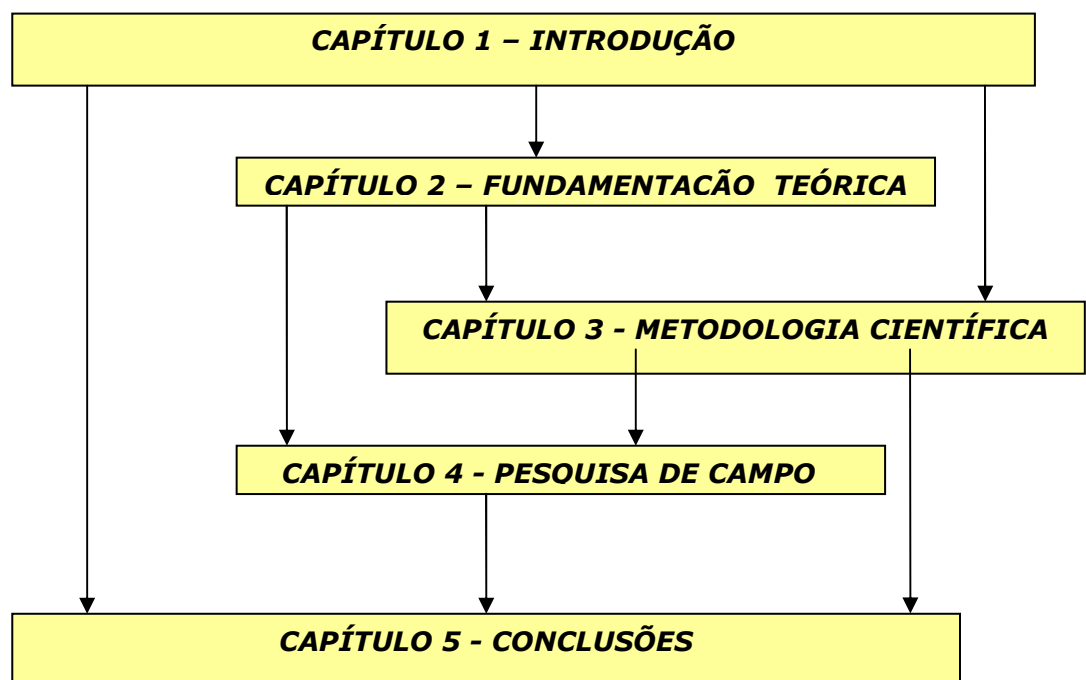 CAPÍTULO 1 – INTRODUÇÃO
CAPÍTULO 2 – FUNDAMENTACÃO TEÓRICA
CAPÍTULO 3 - METODOLOGIA CIENTÍFICA
CAPÍTULO 4 - PESQUISA DE CAMPO
CAPÍTULO 5 - CONCLUSÕES